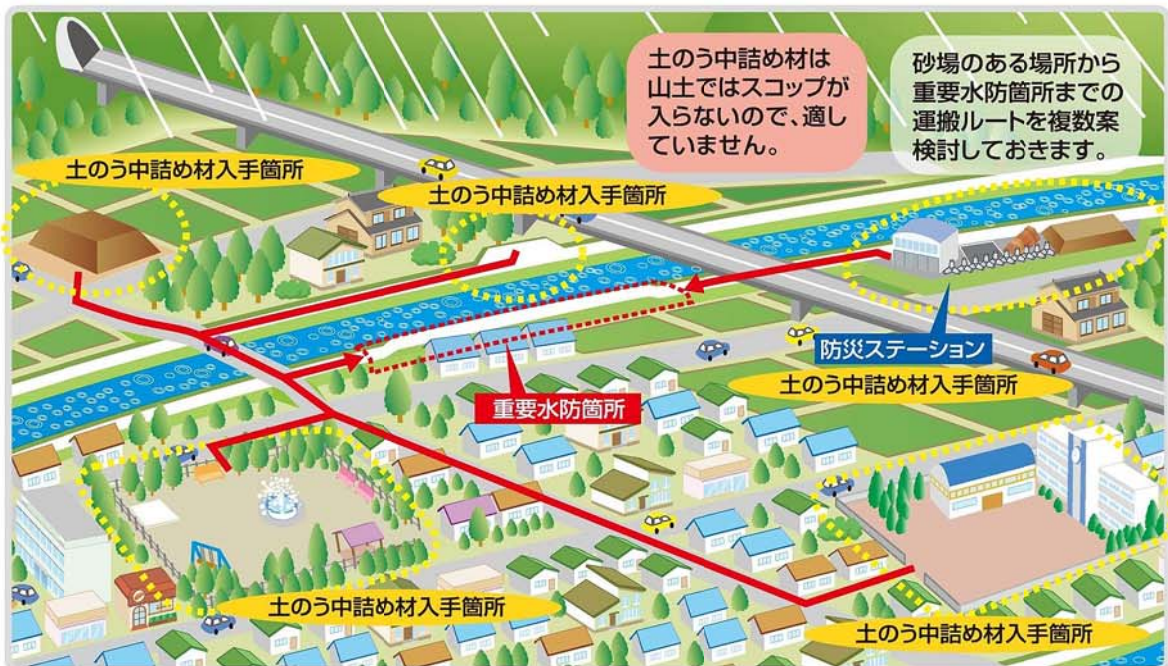 土のう中詰め材は
山土ではスコップが
入らないので、適し
ていません。
砂場のある場所から
重要水防箇所までの
運搬ルートを複数案
検討しておきます。
土のう中詰め材入手箇所
土のう中詰め材入手箇所
防災ステーション
土のう中詰め材入手箇所
重要水防箇所
土のう中詰め材入手箇所
土のう中詰め材入手箇所